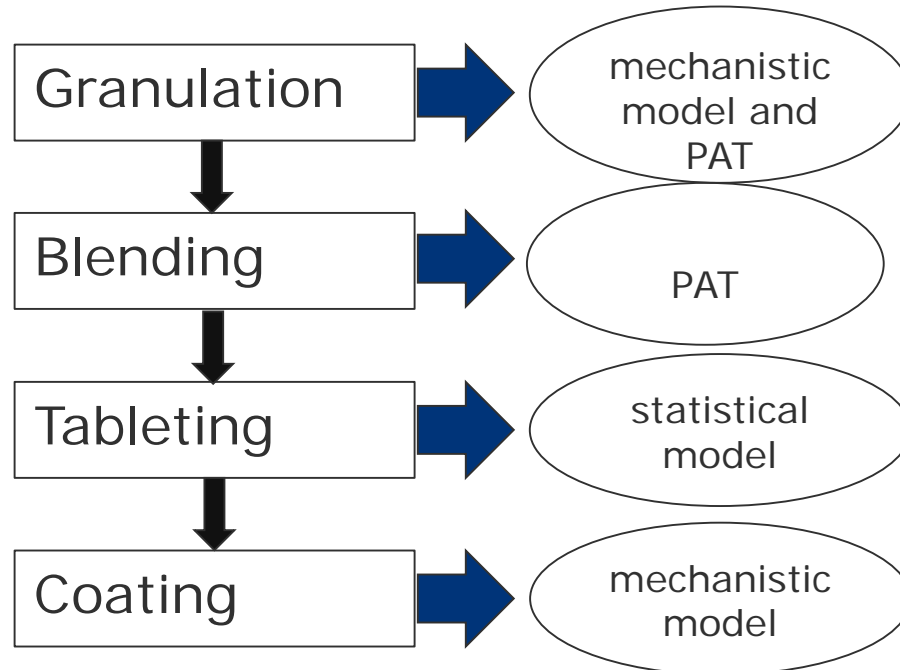 Granulation
mechanistic
model and
PAT
Blending
PAT
Tableting
statistical
model
Coating
mechanistic
model